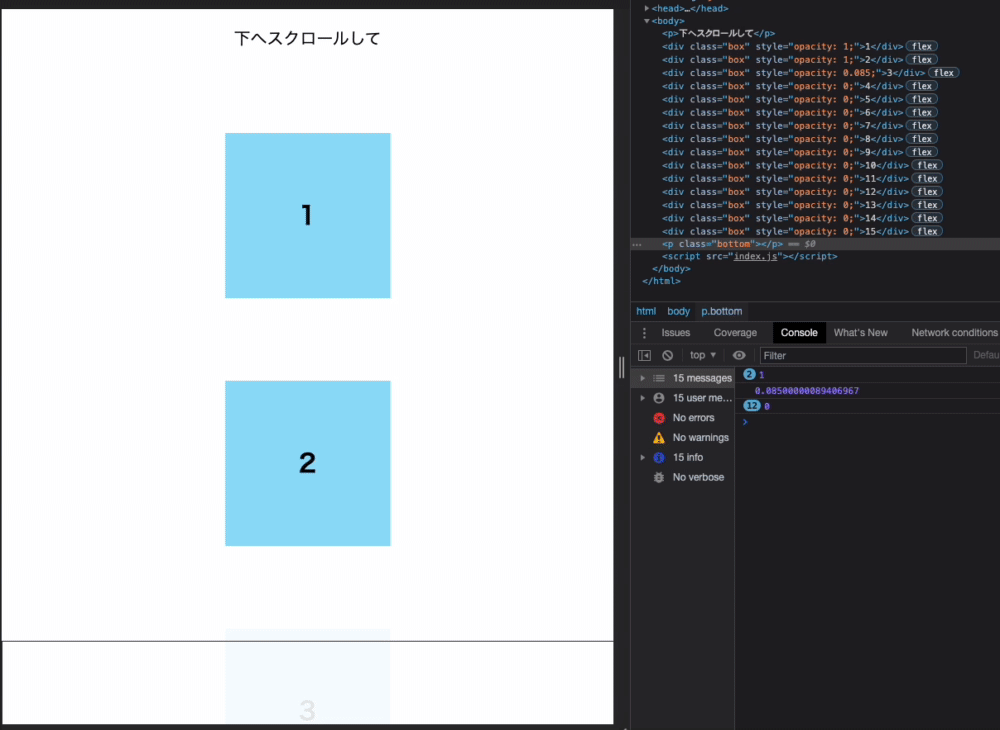 下へスクロールして
1
2
3
<head>…</head>
<body>
<p>下へスクロールして</p>
<div class="box" style="opacity: 1;">1</div> flex
<div class="box" style="opacity: 1;">2</div> flex
<div class="box" style="opacity: 0.085;">3</div> flex
<div class="box" style="opacity: 0;">4</div> flex
<div class="box" style="opacity: 0;">5</div> flex
<div class="box" style="opacity: 0;">6</div> flex
<div class="box" style="opacity: 0;">7</div> flex
<div class="box" style="opacity: 0;">8</div> flex
<div class="box" style="opacity: 0;">9</div> flex
<div class="box" style="opacity: 0;">10</div> flex
<div class="box" style="opacity: 0;">11</div> flex
<div class="box" style="opacity: 0;">12</div> flex
<div class="box" style="opacity: 0;">13</div> flex
<div class="box" style="opacity: 0;">14</div> flex
<div class="box" style="opacity: 0;">15</div> flex
… <p class="bottom"></p> == $0
<script src="index.js"></script>
</body>
</html>
html body p.bottom
Issues Coverage Console What's New Network conditions
top ▼ Filter Defau
15 messages
15 user me…
No errors
No warnings
15 info
No verbose
2 1
0.08500000089406967
12 0